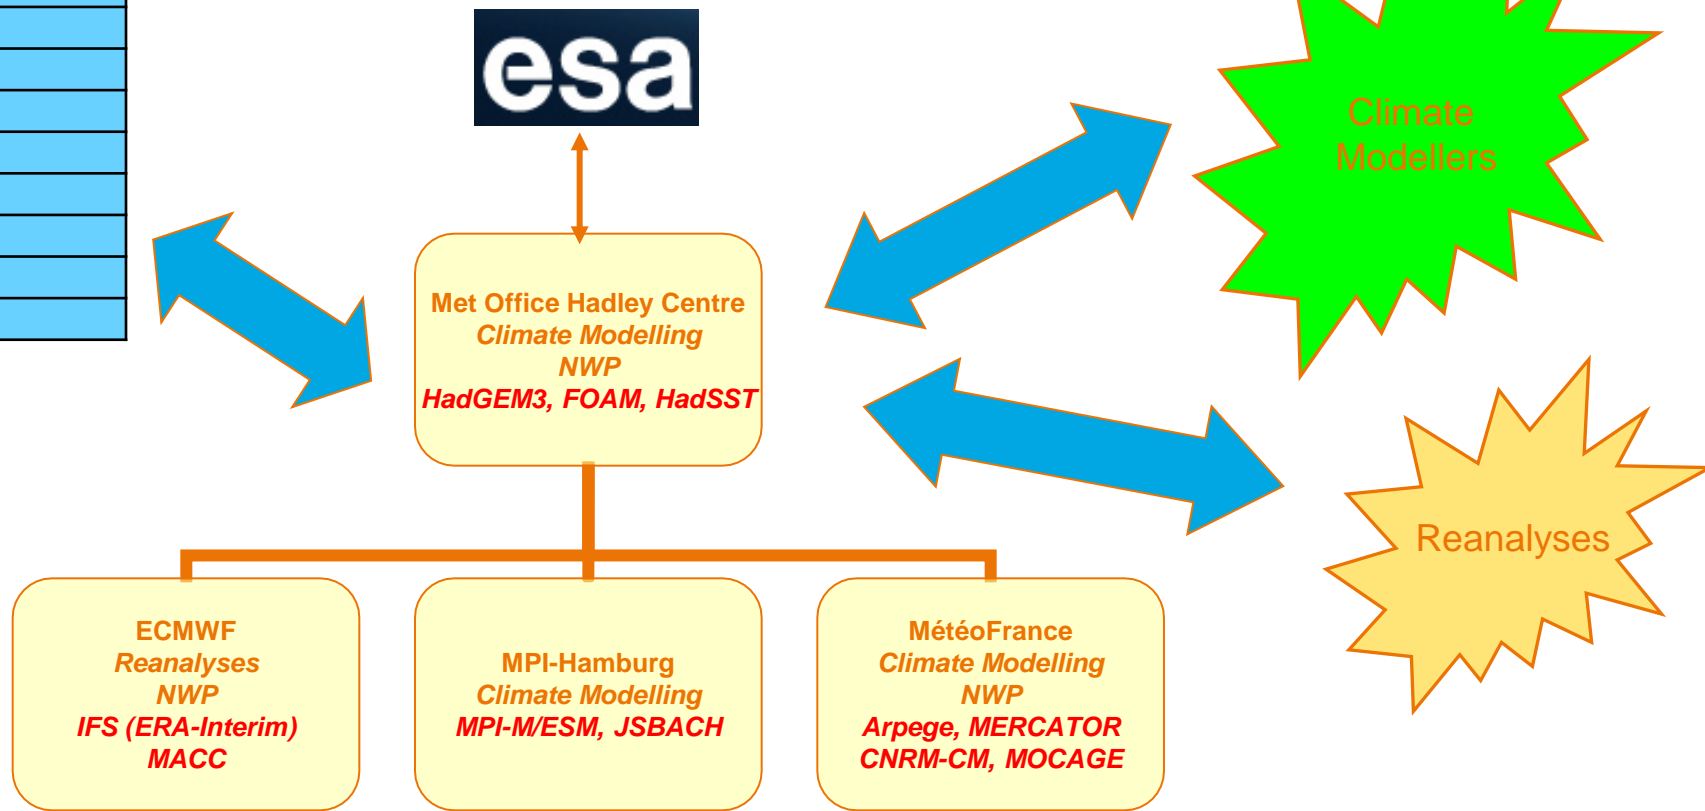 esa
Climate
Modellers
Met Office Hadley Centre
Climate Modelling
NWP
HadGEM3, FOAM, HadSST
Reanalyses
ECMWF
Reanalyses
NWP
IFS (ERA-Interim)
MACC
MPI-Hamburg
Climate Modelling
MPI-M/ESM, JSBACH
MétéoFrance
Climate Modelling
NWP
Arpege, MERCATOR
CNRM-CM, MOCAGE